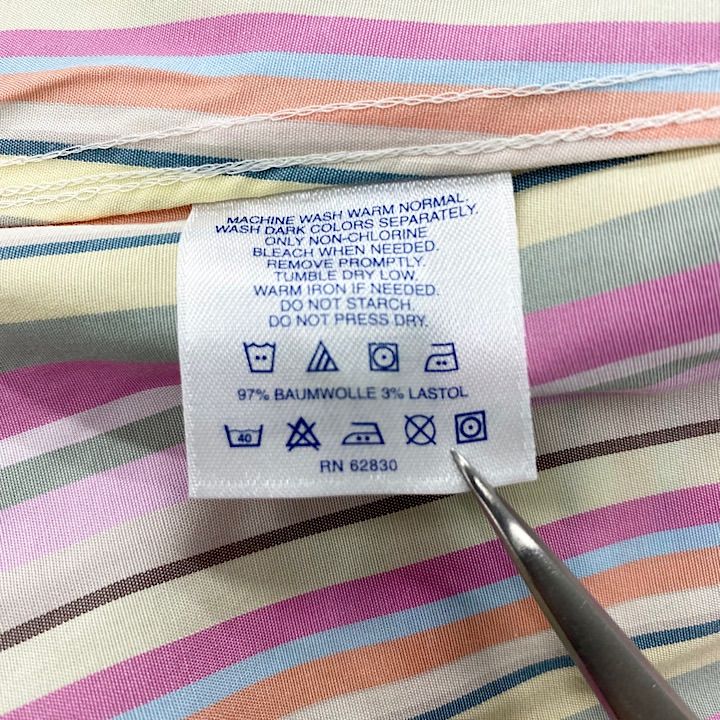 MACHINE WASH WARM NORMAL.
WASH DARK COLORS SEPARATELY.
ONLY NON-CHLORINE
BLEACH WHEN NEEDED.
REMOVE PROMPTLY.
TUMBLE DRY LOW.
WARM IRON IF NEEDED.
DO NOT STARCH.
DO NOT PRESS DRY.
97% BAUMWOLLE 3% LASTOL
40
RN 62830